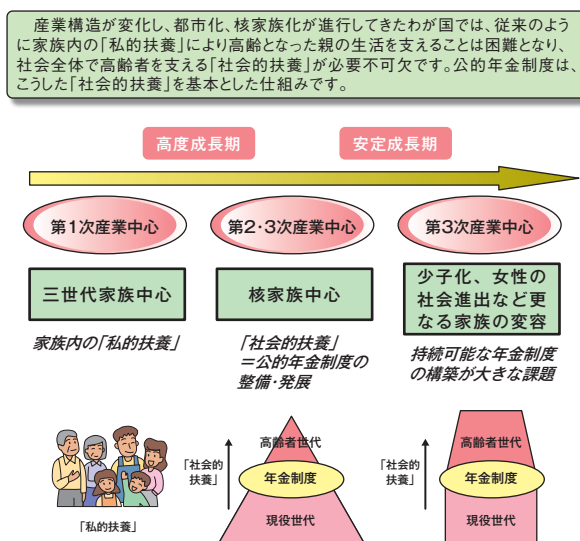 産業構造が変化し、都市化、核家族化が進行してきたわが国では、従来のよう
に家族内の「私的扶養」により高齢となった親の生活を支えることは困難となり、
社会全体で高齢者を支える「社会的扶養」が必要不可欠です。公的年金制度は、
こうした「社会的扶養」を基本とした仕組みです。
高度成長期
安定成長期
第1次産業中心
第2・3次産業中心
第3次産業中心
三世代家族中心
核家族中心
少子化、女性の
社会進出など更
なる家族の変容
家族内の「私的扶養」
「社会的扶養」
＝公的年金制度の
整備・発展
持続可能な年金制度
の構築が大きな課題
「私的扶養」
「社会的
扶養」
高齢者世代
年金制度
現役世代
「社会的
扶養」
高齢者世代
年金制度
現役世代